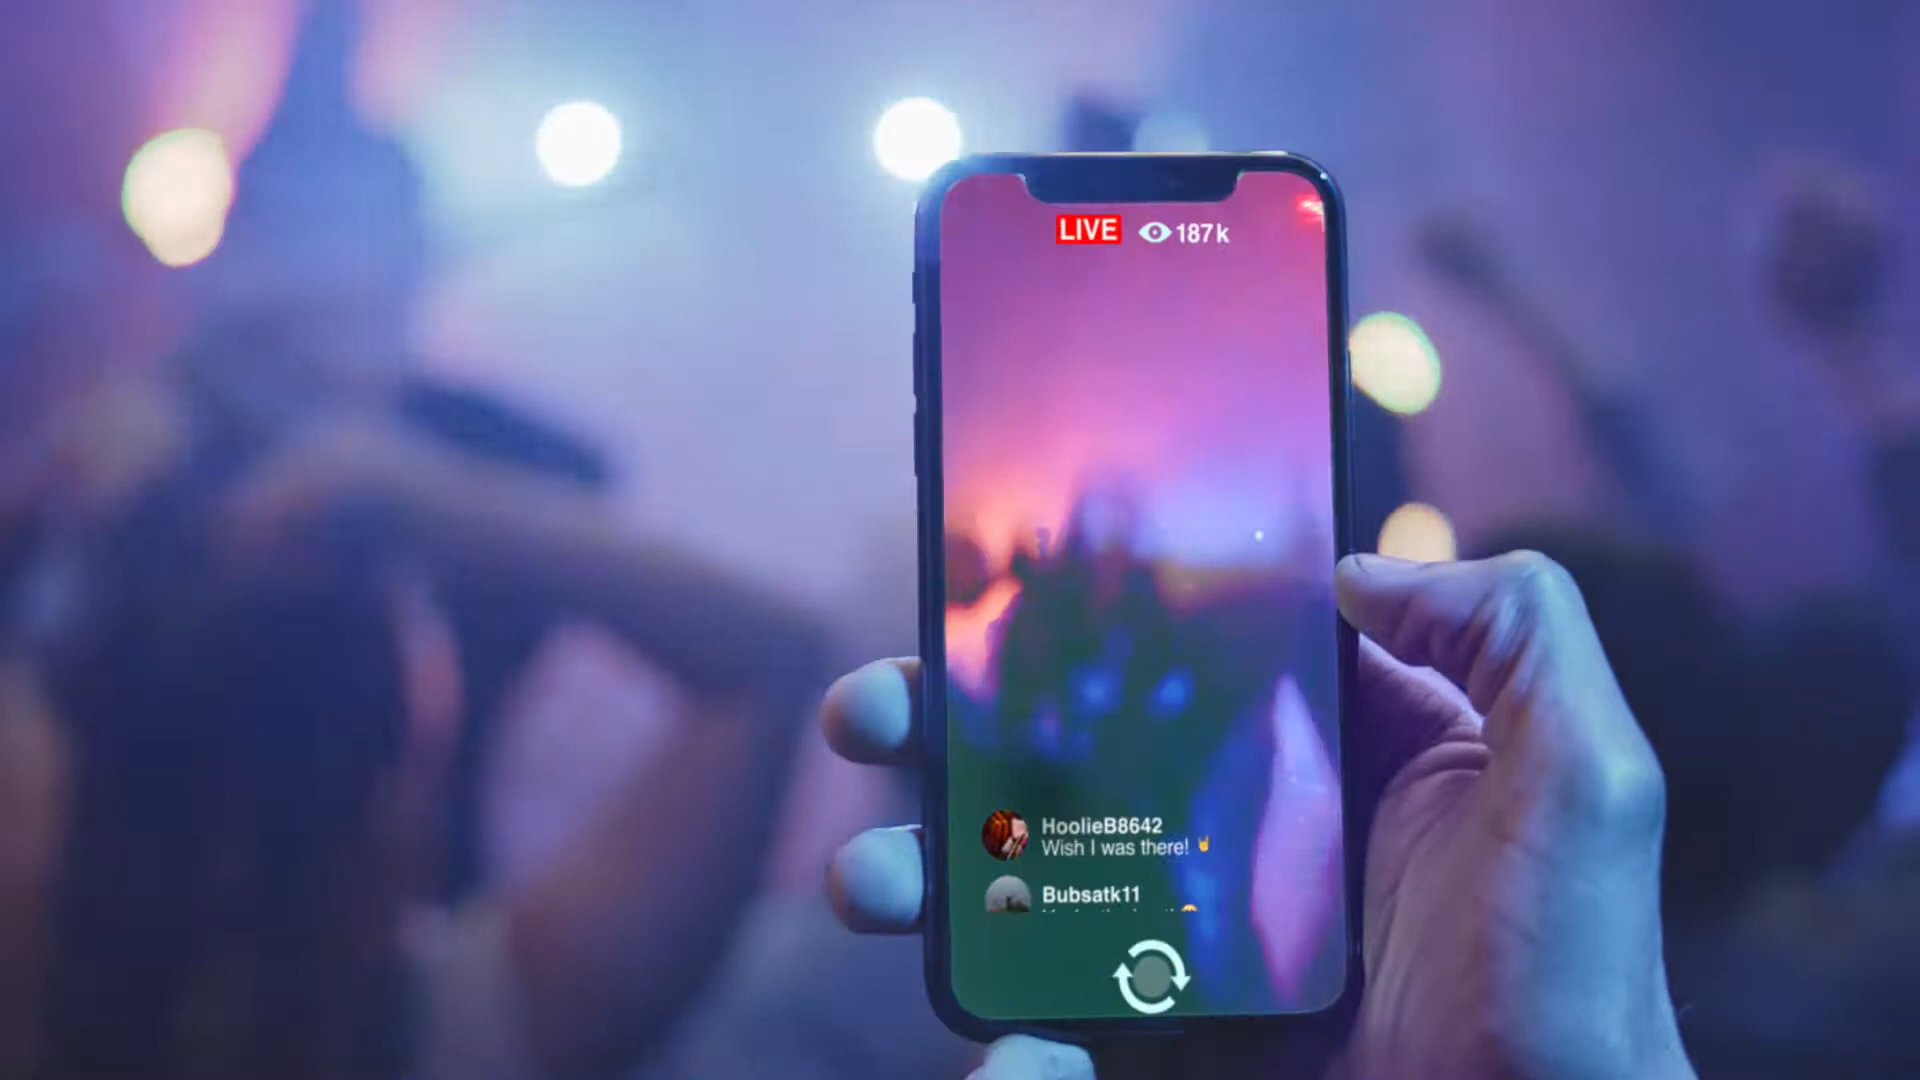 LIVE 187k
HoolieB8642
Wish I was there! 🤘
Bubsatk11